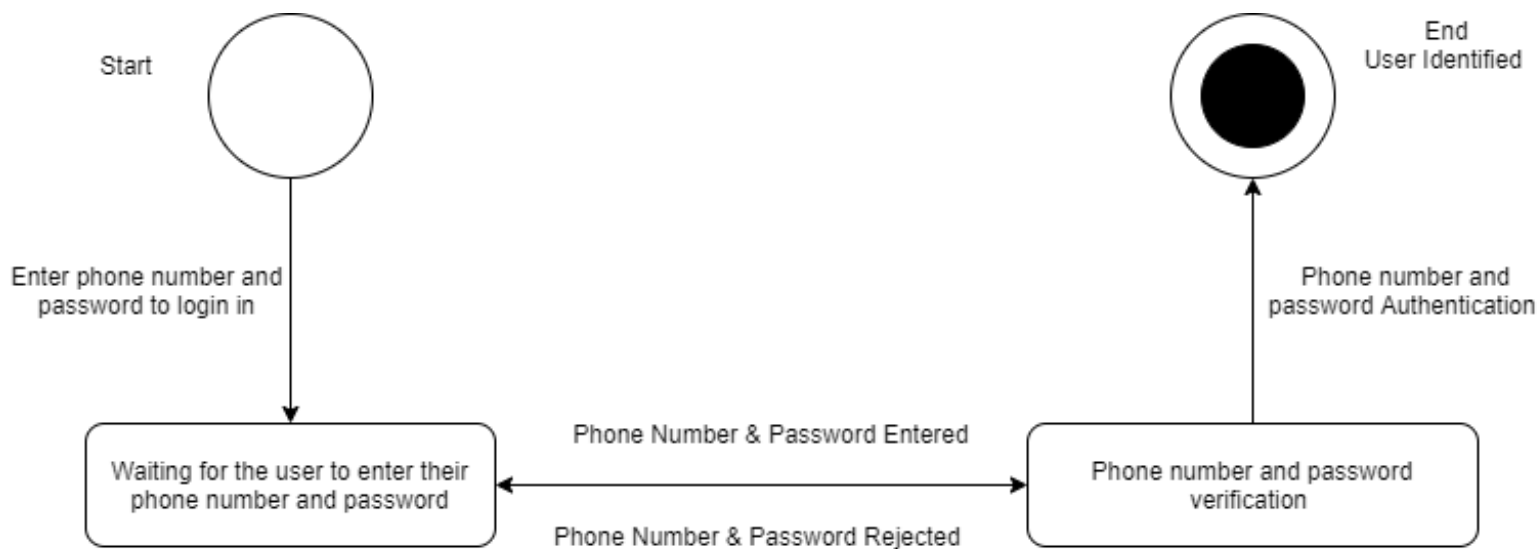 Start
End
User Identified
Enter phone number and
password to login in
Phone number and
password Authentication
Waiting for the user to enter their
phone number and password
Phone Number & Password Entered
Phone Number & Password Rejected
Phone number and password
verification